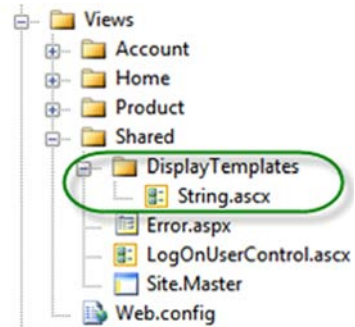 Views
Account
Home
Product
Shared
DisplayTemplates
String.ascx
Error.aspx
LogOnUserControl.ascx
Site.Master
Web.config